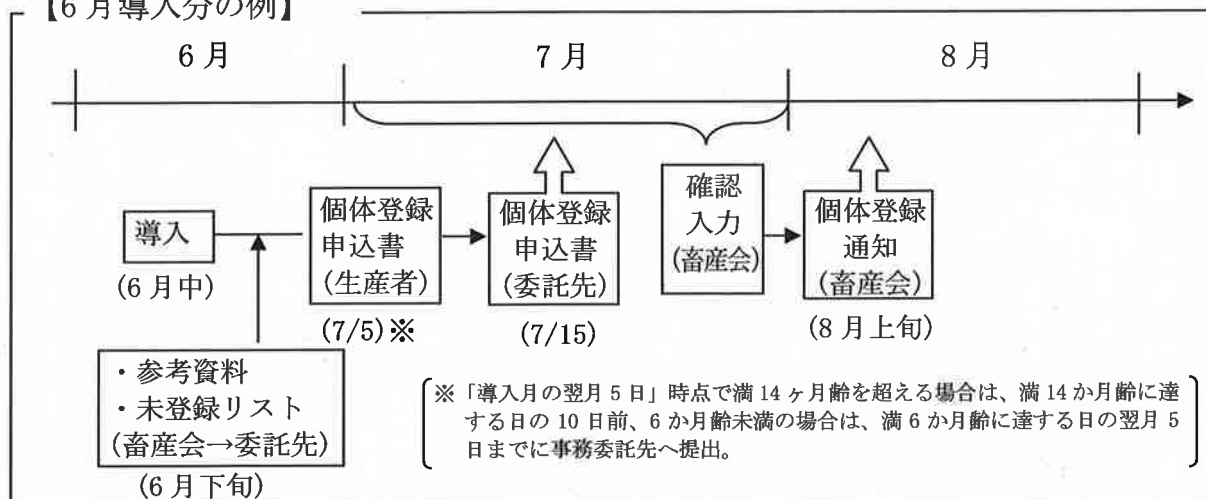 【6月導入分の例】
6月
7月
8月
導入
(6月中)
個体登録
申込書
(生産者)
(7/5)※
個体登録
申込書
(委託先)
(7/15)
確認
入力
(畜産会)
個体登録
通知
(畜産会)
(8月上旬)
・参考資料
・未登録リスト
(畜産会→委託先)
(6月下旬)
※「導入月の翌月5日」時点で満14ヶ月齢を超える場合は、満14か月齢に達
する日の10日前、6か月齢未満の場合は、満6か月齢に達する日の翌月5
日までに事務委託先へ提出。